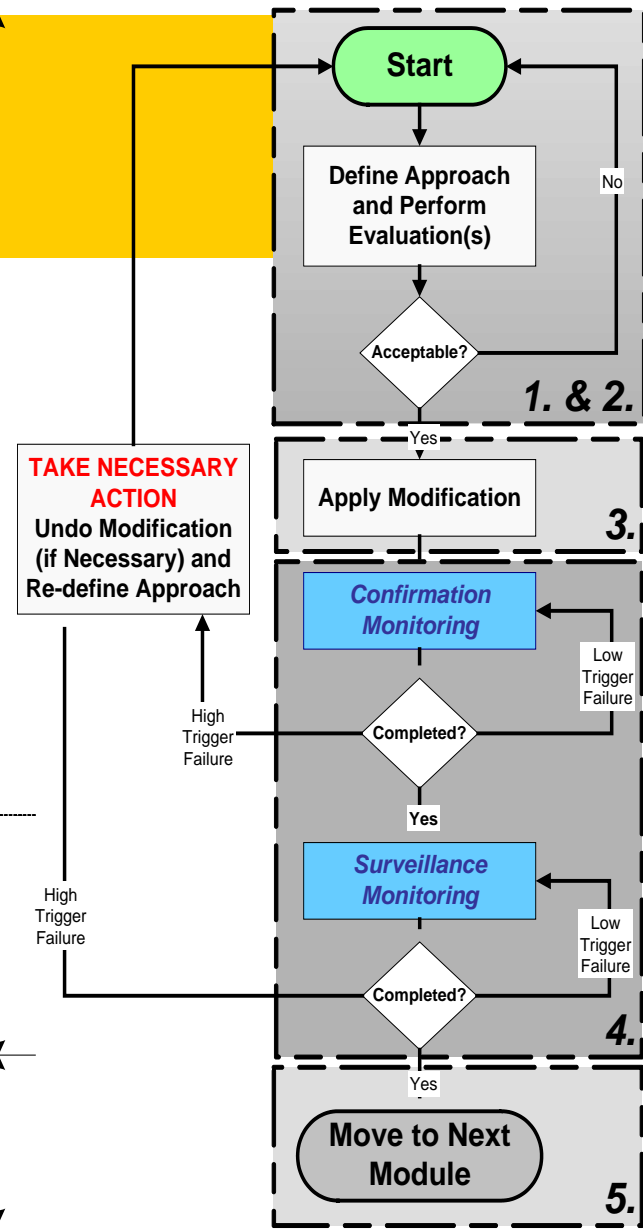 Start
Define Approach
and Perform
Evaluation(s)
No
Acceptable?
1. & 2.
Yes
TAKE NECESSARY
ACTION
Undo Modification
(if Necessary) and
Re-define Approach
Apply Modification
3.
Confirmation
Monitoring
Low
Trigger
Failure
High
Trigger
Failure
Completed?
Yes
Surveillance
Monitoring
High
Trigger
Failure
Low
Trigger
Failure
Completed?
4.
Yes
Move to Next
Module
5.